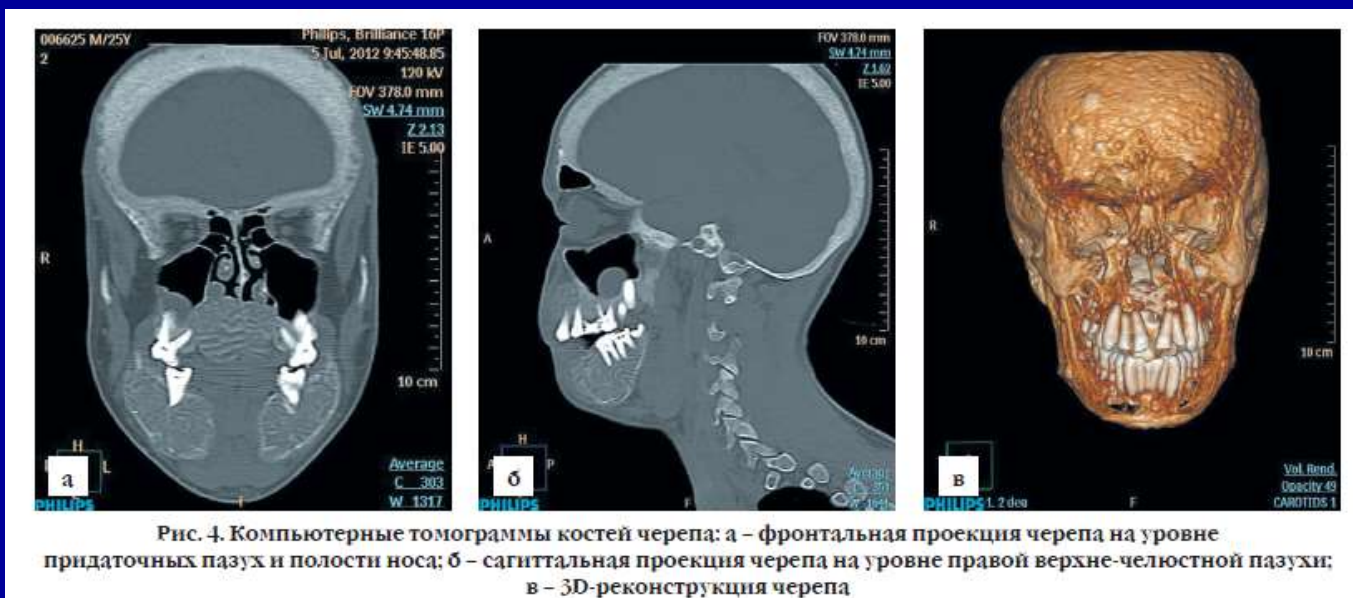 006625 M/25Y
2
Philips, Brilliance 16P
5 Jul, 2012 9:45:48.85
120 kV
FOV 378.0 mm
SW 4.74 mm
Z 2.13
IE 5.00
R
10 cm
H
L
а
PHILIPS
Average
C 303
W 1317
FOV 378.0 mm
SW 4.74 mm
Z 1.62
IE 5.00
A
10 cm
H
A P
б
PHILIPS
F
Average
R
10 cm
в
PHILIPS 1. 2 deg
F
Vol. Rend.
Opacity 49
CAROTIDS 1
Рис. 4. Компьютерные томограммы костей черепа: а – фронтальная проекция черепа на уровне
придаточных пазух и полости носа; б – сагиттальная проекция черепа на уровне правой верхне-челюстной пазухи;
в – 3D-реконструкция черепа